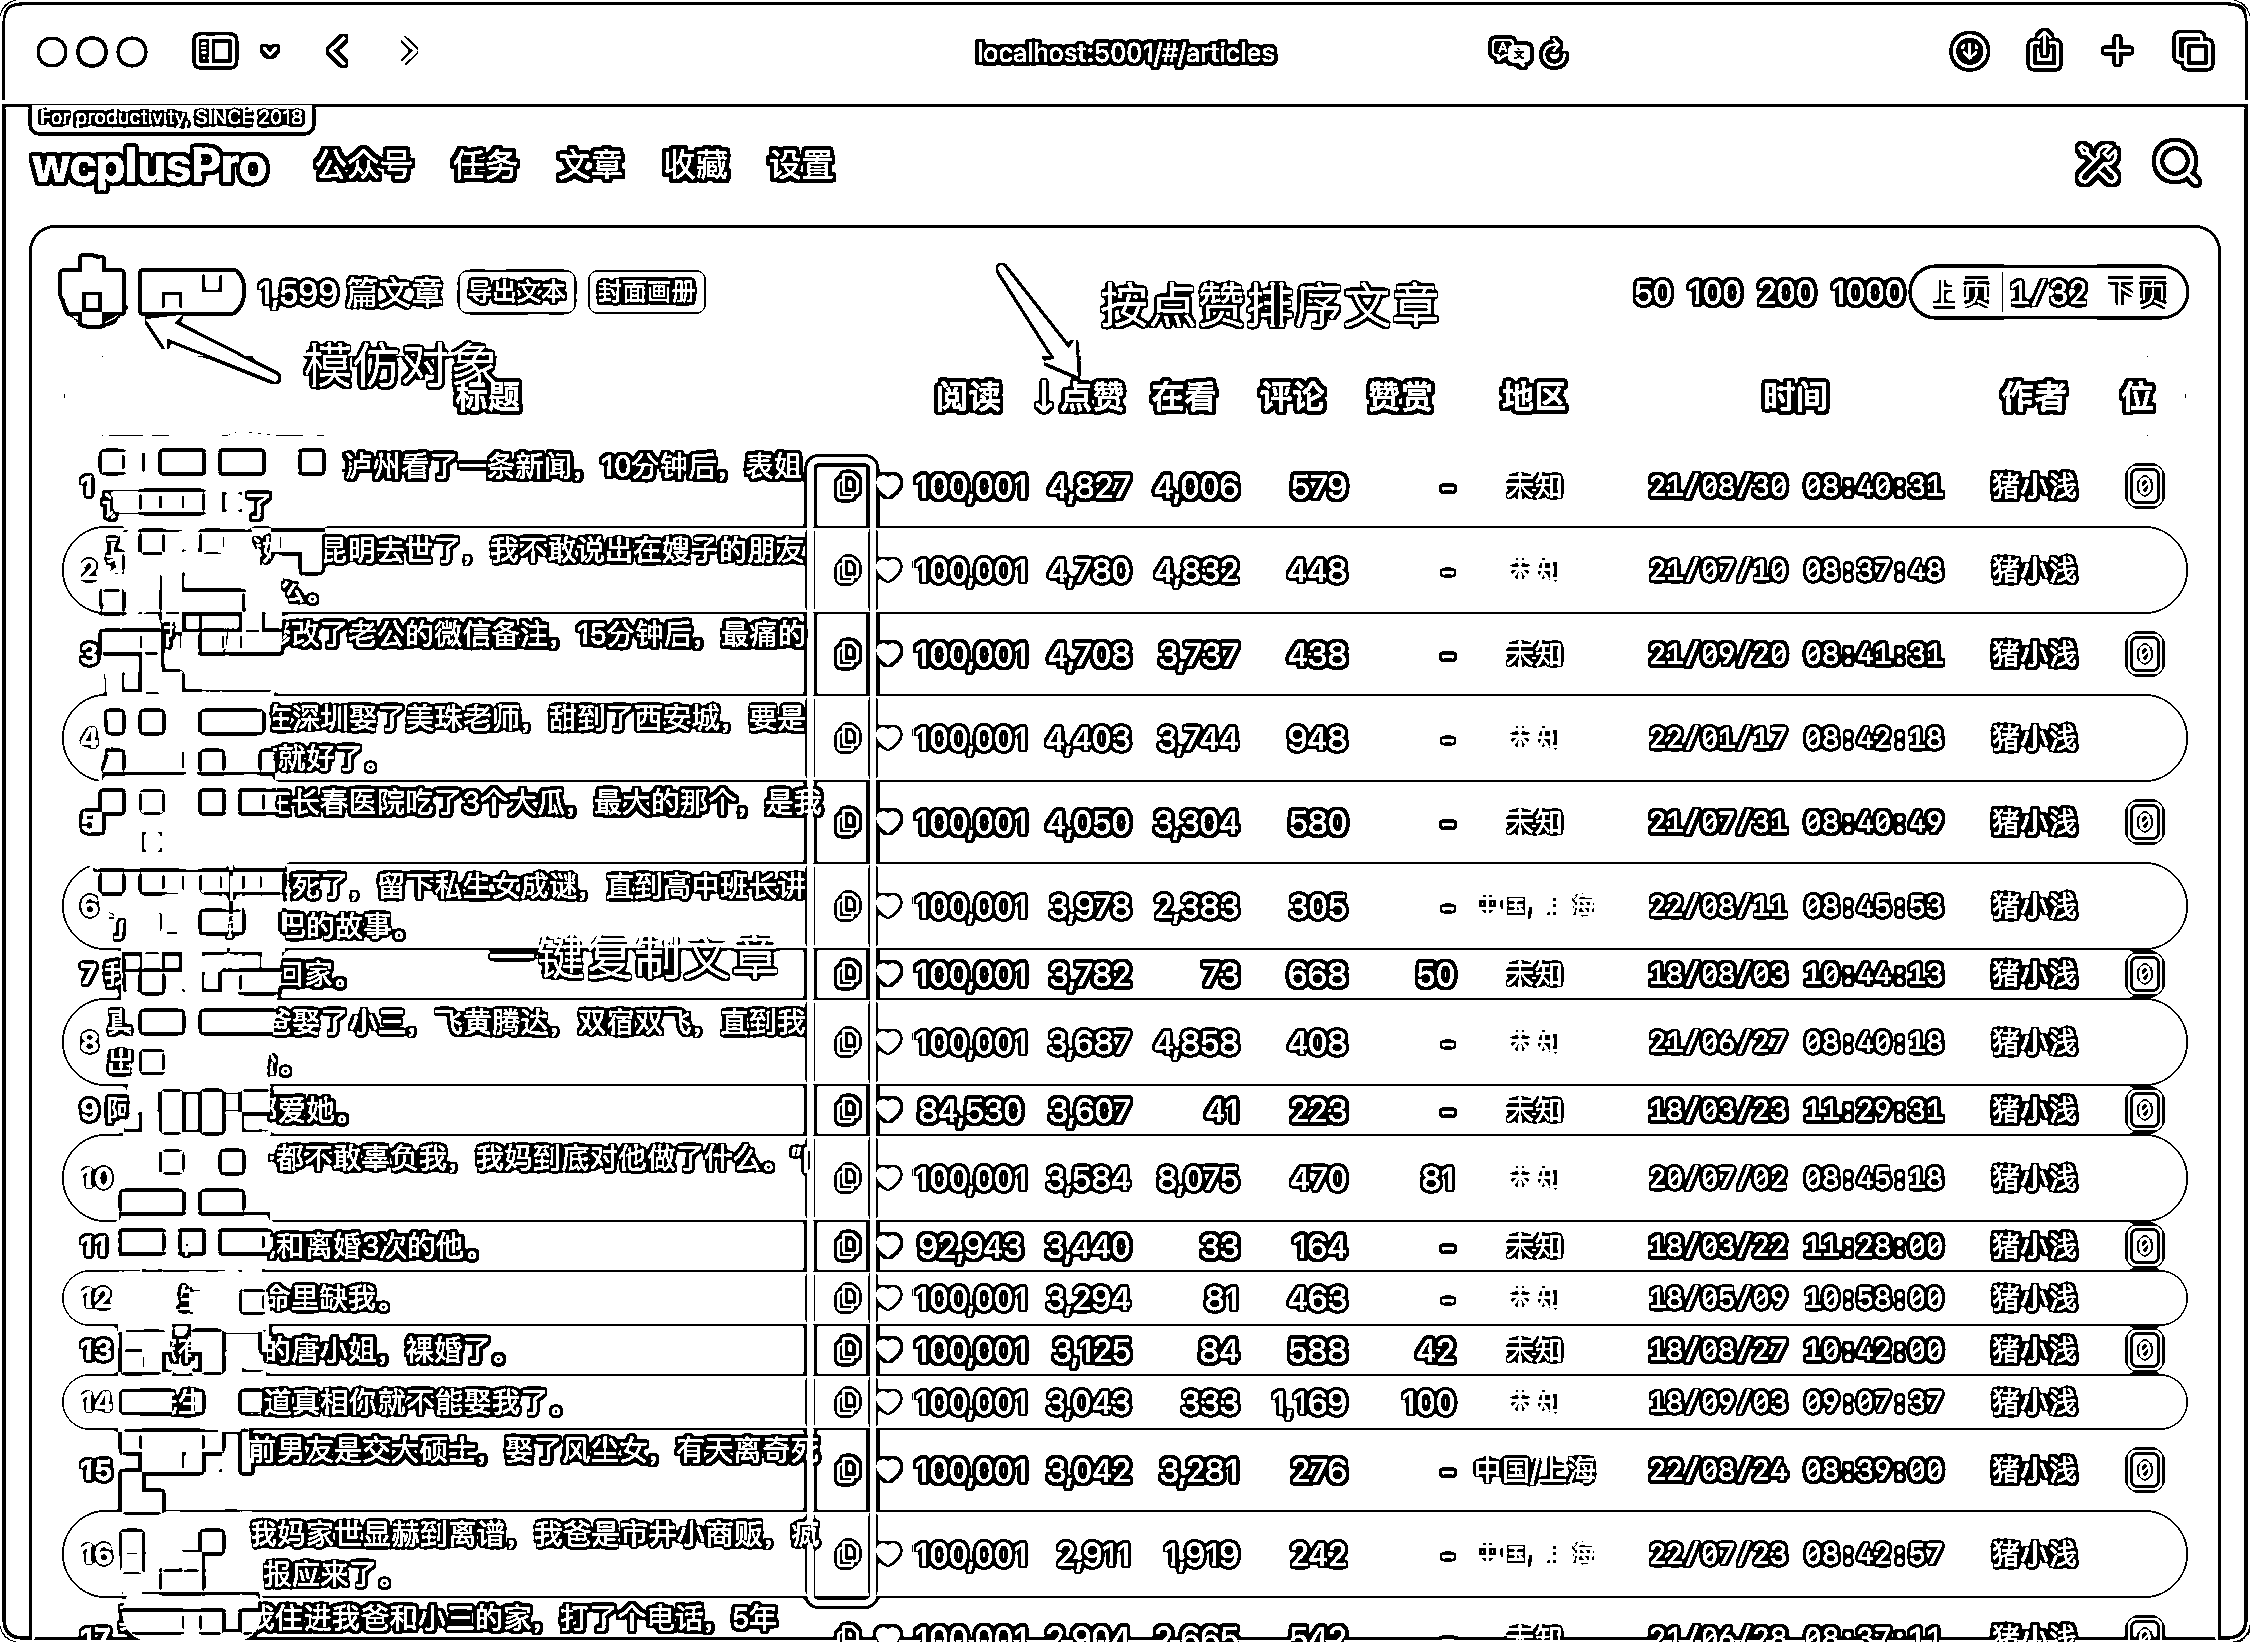 localhost:5001/#/articles
For productivity, SINCE 2018
wcplusPro 公众号 任务 文章 收藏 设置
1,599 篇文章 导出文本 封面画册 按点赞排序文章 50 100 200 1000 上页 1/32 下页
模仿对象
标题 阅读 ↓点赞 在看 评论 赞赏 地区 时间 作者 位
泸州看了一条新闻，10分钟后，表姐
1 了 100,001 4,827 4,006 579 - 未知 21/08/30 08:40:31 猪小浅 0
昆明去世了，我不敢说出在嫂子的朋友
2 么。 100,001 4,780 4,832 448 - 未知 21/07/10 08:37:48 猪小浅
改了老公的微信备注，15分钟后，最痛的
3 100,001 4,708 3,737 438 - 未知 21/09/20 08:41:31 猪小浅 0
在深圳娶了美珠老师，甜到了西安城，要是
4 100,001 4,403 3,744 948 - 未知 22/01/17 08:42:18 猪小浅
就好了。
在长春医院吃了3个大瓜，最大的那个，是我
5 100,001 4,050 3,304 580 - 未知 21/07/31 08:40:49 猪小浅 0
死了，留下私生女成谜，直到高中班长讲
6 100,001 3,978 2,383 305 - 中国, 上海 22/08/11 08:45:53 猪小浅
的故事。
一键复制文章
7 我 回家。 100,001 3,782 73 668 50 未知 18/08/03 10:44:13 猪小浅 0
爸娶了小三，飞黄腾达，双宿双飞，直到我
8 100,001 3,687 4,858 408 - 未知 21/06/27 08:40:18 猪小浅
出 。
9 阿 爱她。 84,530 3,607 41 223 - 未知 18/03/23 11:29:31 猪小浅 0
都不敢辜负我，我妈到底对他做了什么。
10 100,001 3,584 8,075 470 81 未知 20/07/02 08:45:18 猪小浅
11 和离婚3次的他。 92,943 3,440 33 164 - 未知 18/03/22 11:28:00 猪小浅 0
12 命里缺我。 100,001 3,294 81 463 - 未知 18/05/09 10:58:00 猪小浅
13 的唐小姐，裸婚了。 100,001 3,125 84 588 42 未知 18/08/27 10:42:00 猪小浅 0
14 生 道真相你就不能娶我了。 100,001 3,043 333 1,169 100 未知 18/09/03 09:07:37 猪小浅
前男友是交大硕士，娶了风尘女，有天离奇死
15 100,001 3,042 3,281 276 - 中国/上海 22/08/24 08:39:00 猪小浅 0
我妈家世显赫到离谱，我爸是市井小商贩，疯
16 100,001 2,911 1,919 242 - 中国, 上海 22/07/23 08:42:57 猪小浅
报应来了。
我住进我爸和小三的家，打了个电话，5年
17 100,001 2,904 2,665 542 - 未知 21/06/28 08:37:11 猪小浅 0